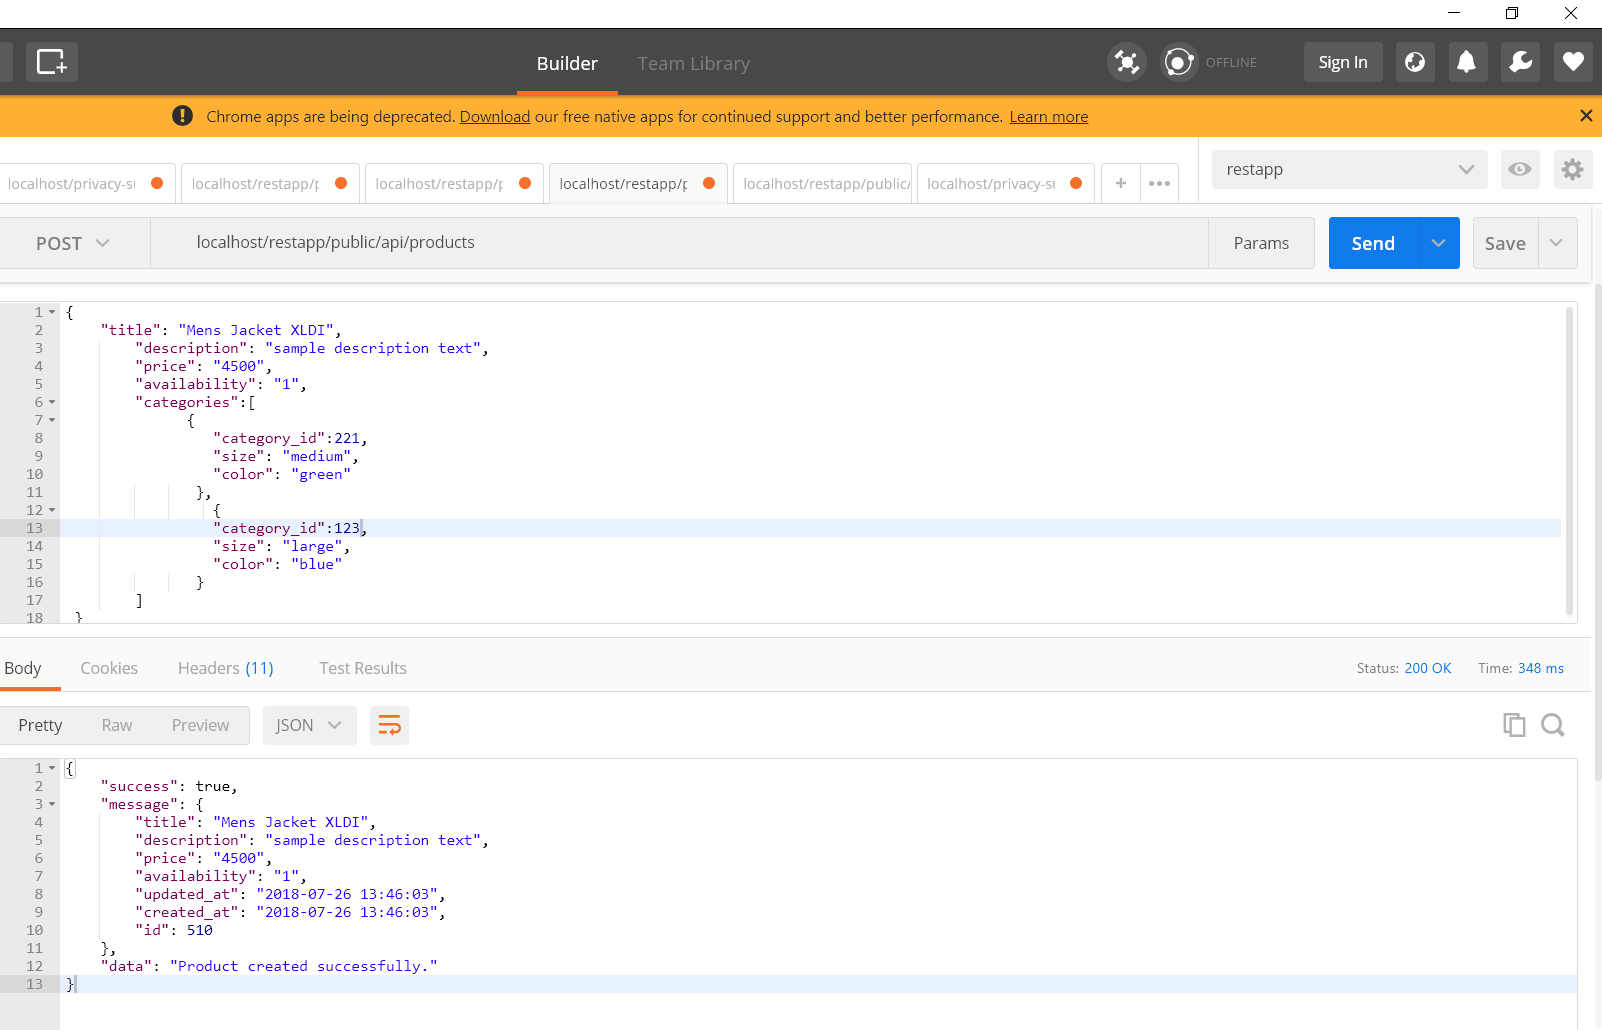 Builder
Team Library
OFFLINE
Sign In
Chrome apps are being deprecated. Download our free native apps for continued support and better performance. Learn more
localhost/privacy-su
localhost/restapp/p
localhost/restapp/p
localhost/restapp/p
localhost/restapp/public/
localhost/privacy-su
+
restapp
POST
localhost/restapp/public/api/products
Params
Send
Save
1 {
2 "title": "Mens Jacket XLDI",
3 "description": "sample description text",
4 "price": "4500",
5 "availability": "1",
6 "categories":[
7 {
8 "category_id":221,
9 "size": "medium",
10 "color": "green"
11 },
12 {
13 "category_id":123,
14 "size": "large",
15 "color": "blue"
16 }
17 ]
18 }
Body
Cookies
Headers (11)
Test Results
Status: 200 OK
Time: 348 ms
Pretty
Raw
Preview
JSON
1 {
2 "success": true,
3 "message": {
4 "title": "Mens Jacket XLDI",
5 "description": "sample description text",
6 "price": "4500",
7 "availability": "1",
8 "updated_at": "2018-07-26 13:46:03",
9 "created_at": "2018-07-26 13:46:03",
10 "id": 510
11 },
12 "data": "Product created successfully."
13 }